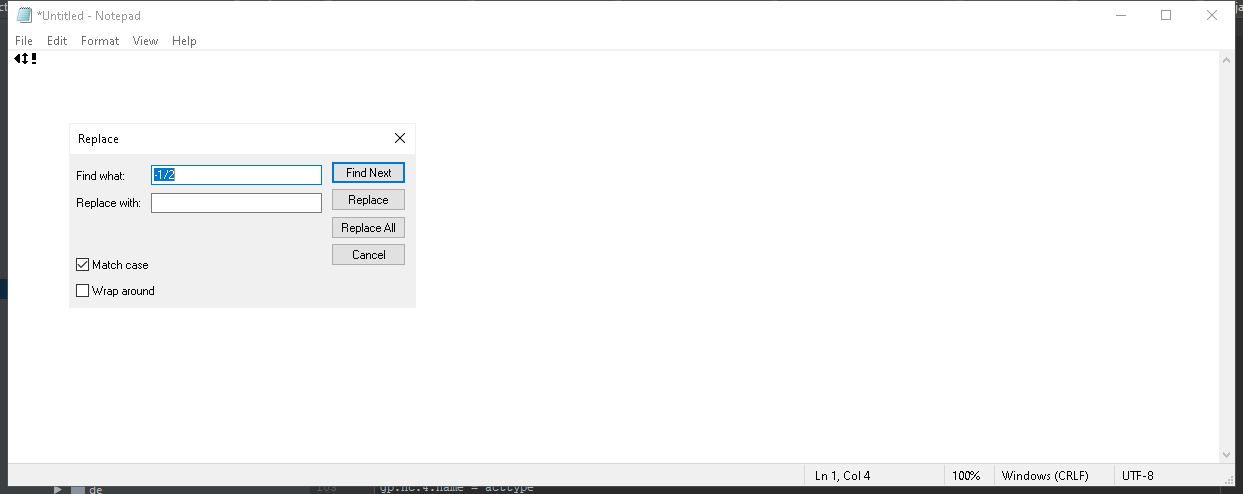 *Untitled - Notepad
File Edit Format View Help
◄↕‼
Replace
Find what: -1/2
Find Next
Replace with:
Replace
Replace All
Cancel
Match case
Wrap around
Ln 1, Col 4
100%
Windows (CRLF)
UTF-8
de
gp.nc.4.name = acttype